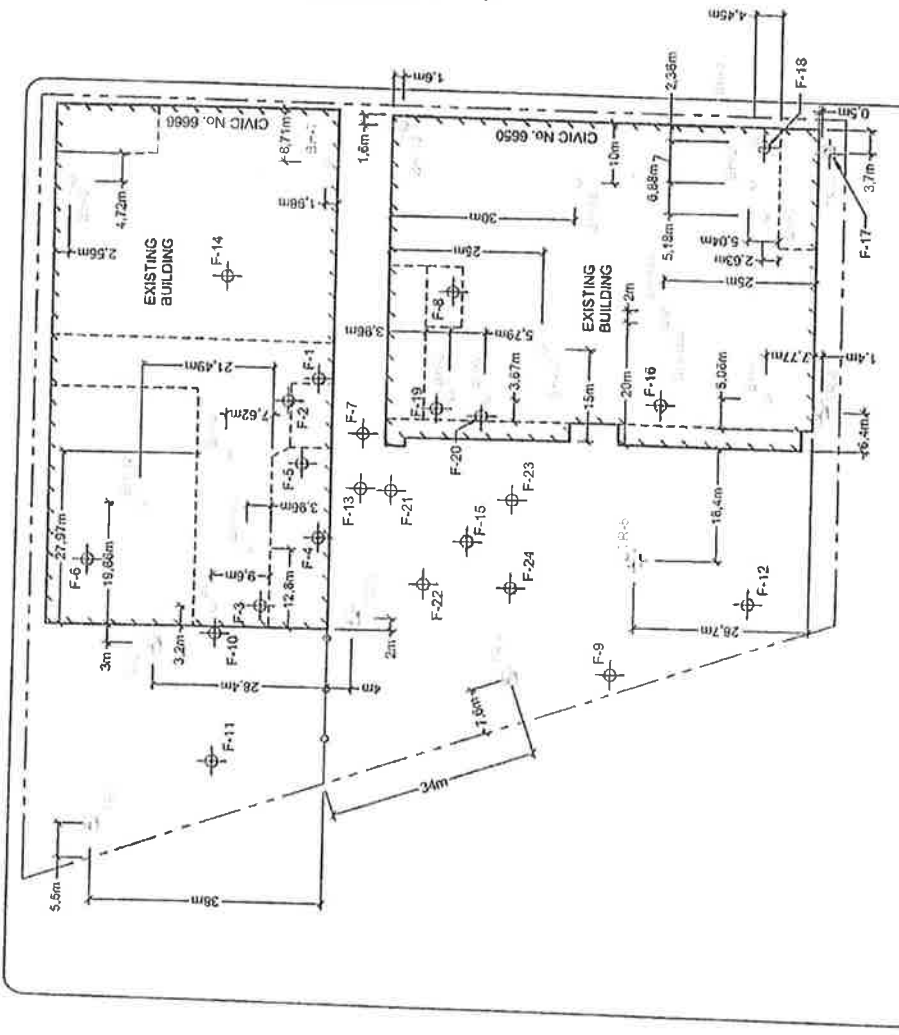 4,45m
1,6m
CIVIC No. 6660
6,71m
4,72m
2,56m
EXISTING
BUILDING
F-14
1,98m
1,6m
CIVIC No. 6650
10m
2,38m
F-18
0,5m
6,88m
3,7m
F-17
30m
25m
5,18m
5,04m
2,63m
25m
F-8
EXISTING
BUILDING
2m
3,96m
5,79m
21,49m
F-1
7,62m
F-2
F-7
F-19
3,67m
15m
20m
F-16
7,77m
1,4m
5,06m
6,4m
F-20
27,97m
F-5
F-13
F-21
F-23
19,66m
3,96m
F-15
18,4m
F-6
F-4
9,6m
12,8m
F-22
F-24
F-12
F-3
3m
3,2m
F-10
2m
28,7m
28,4m
4m
F-9
7,6m
F-11
34m
5,5m
38m